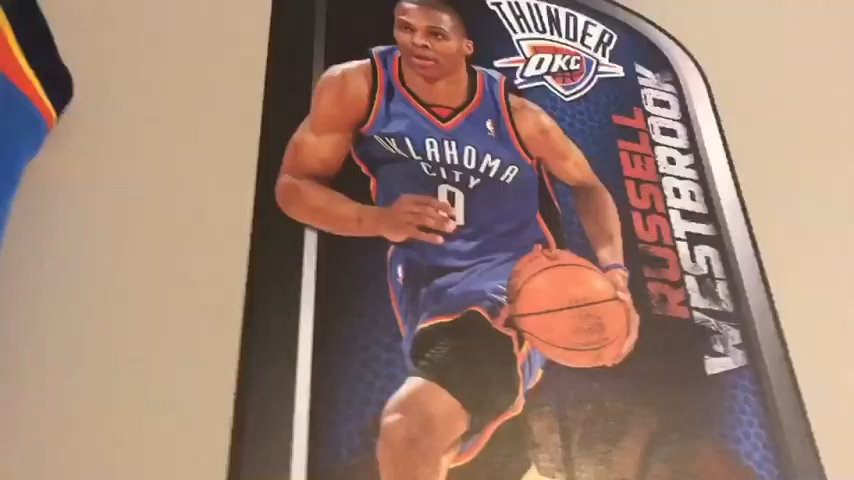 THUNDER
OKC
RUSSELL
WESTBROOK
OKLAHOMA
CITY
0